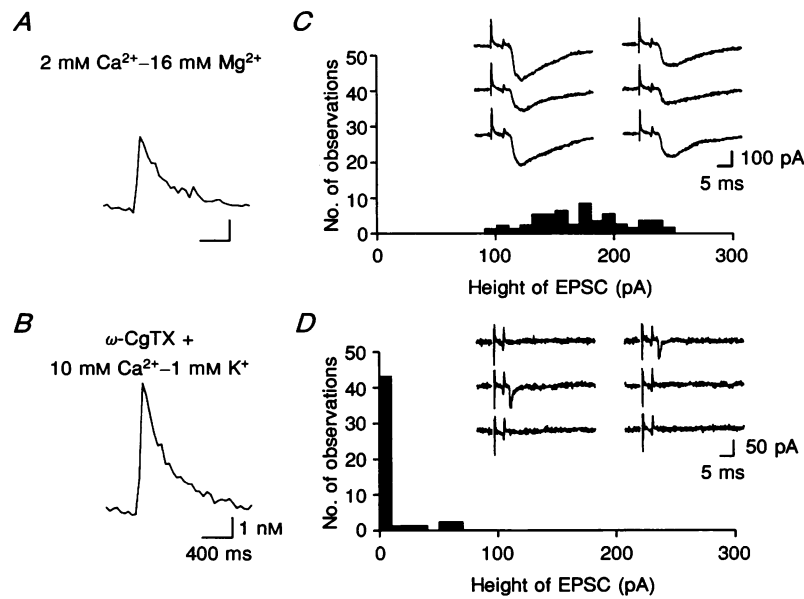 A
2 mM Ca²⁺–16 mM Mg²⁺
B
ω-CgTX +
10 mM Ca²⁺–1 mM K⁺
1 nM
400 ms
C
No. of observations
50
40
30
20
10
0
0 100 200 300
Height of EPSC (pA)
100 pA
5 ms
D
No. of observations
50
40
30
20
10
0
0 100 200 300
Height of EPSC (pA)
50 pA
5 ms